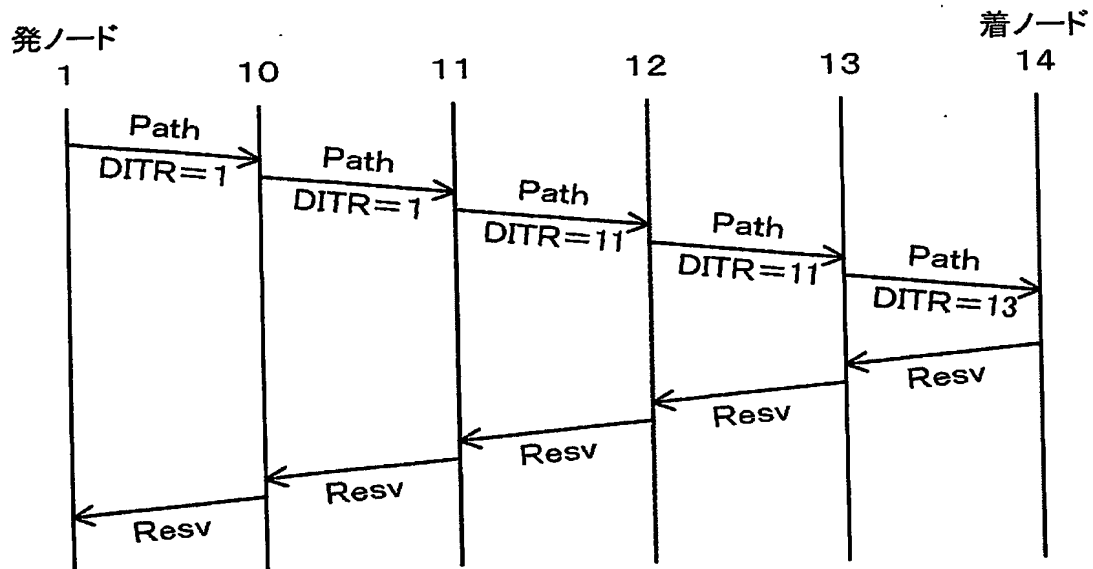 発ノード
着ノード
1 10 11 12 13 14
Path
DITR=1
Path
DITR=1
Path
DITR=11
Path
DITR=11
Path
DITR=13
Resv
Resv
Resv
Resv
Resv